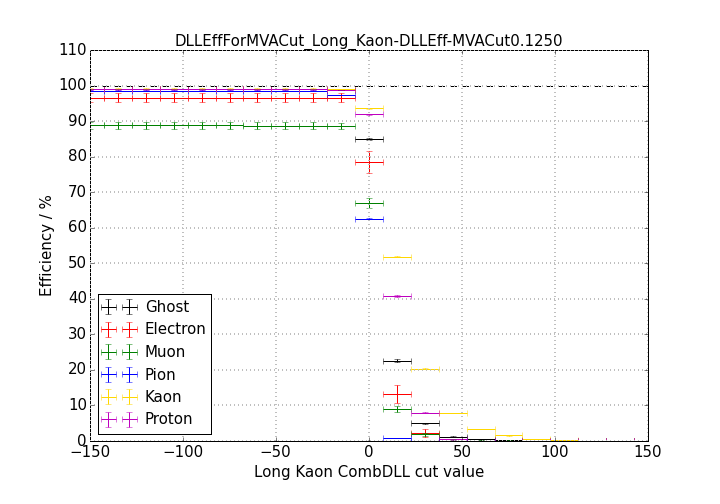 DLLEffForMVACut_Long_Kaon-DLLEff-MVACut0.1250
110
100
90
80
70
60
50
40
30
20
10
0
Efficiency / %
Ghost
Electron
Muon
Pion
Kaon
Proton
−150 −100 −50 0 50 100 150
Long Kaon CombDLL cut value